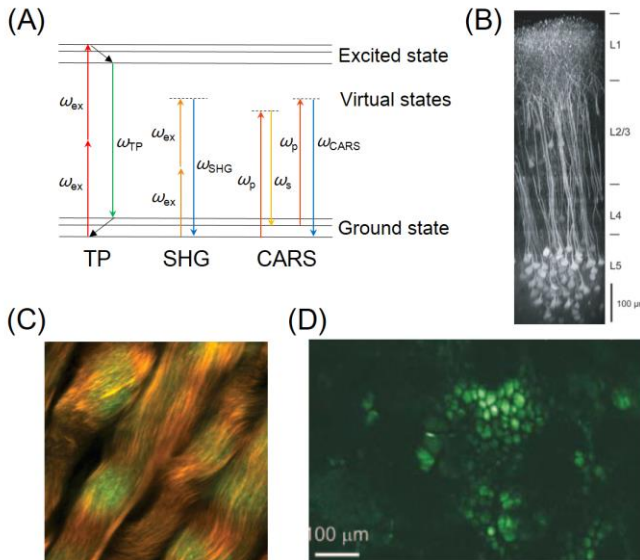 (A)
Excited state
Virtual states
Ground state
ωex
ωex
ωTP
ωex
ωex
ωSHG
ωp
ωs
ωp
ωCARS
TP SHG CARS
(B)
L1
L2/3
L4
L5
100 μm
(C)
(D)
100 μm